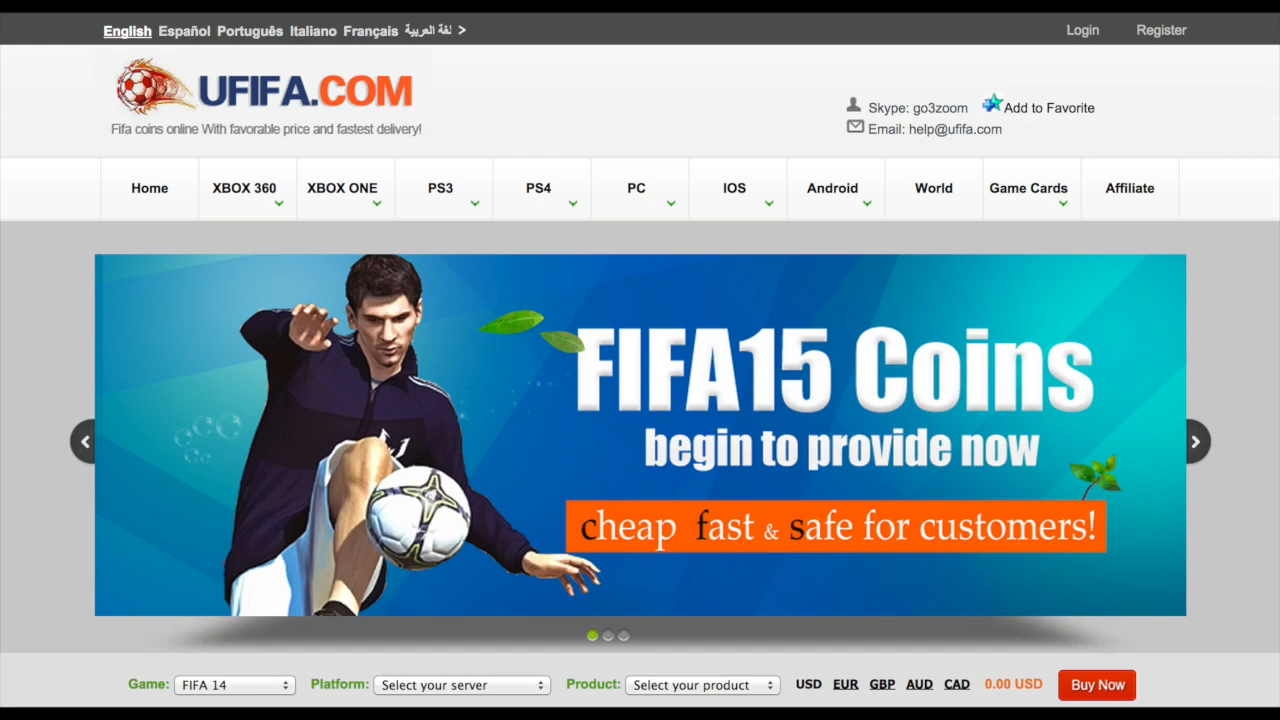 English Español Português Italiano Français لغة العربية >
Login Register
UFIFA.COM
Fifa coins online With favorable price and fastest delivery!
Skype: go3zoom Add to Favorite
Email: help@ufifa.com
Home XBOX 360 XBOX ONE PS3 PS4 PC IOS Android World Game Cards Affiliate
FIFA15 Coins
begin to provide now
cheap fast & safe for customers!
Game: FIFA 14 Platform: Select your server Product: Select your product USD EUR GBP AUD CAD 0.00 USD Buy Now